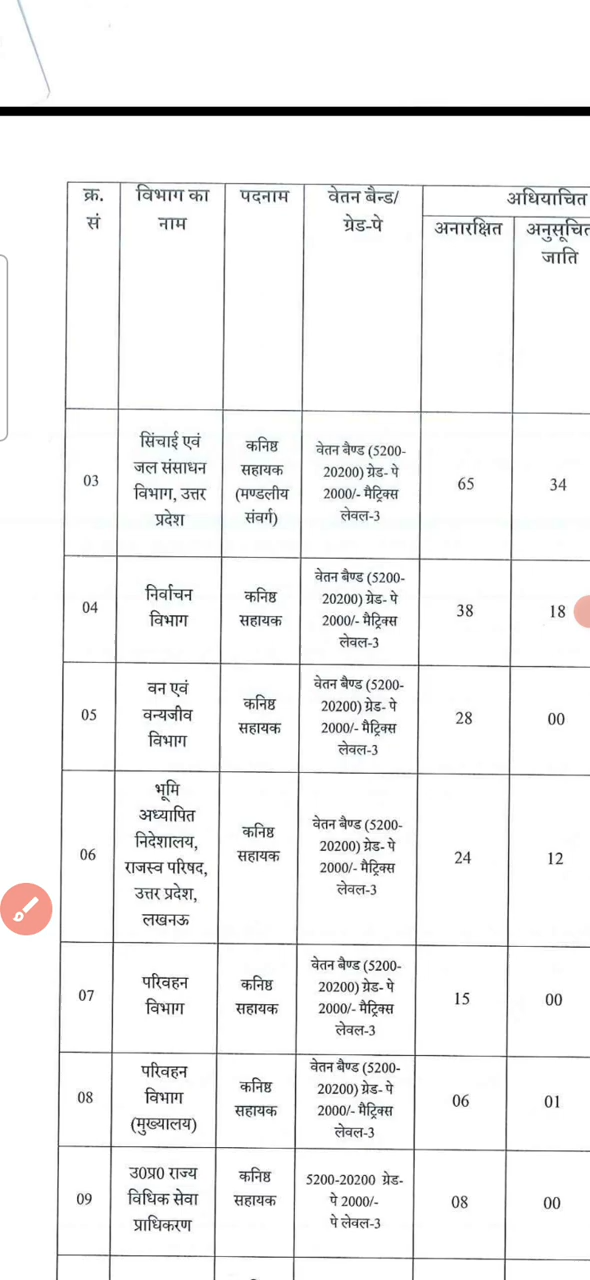 क्र. सं
विभाग का नाम
पदनाम
वेतन बैन्ड/ ग्रेड-पे
अधियाचित
अनारक्षित
अनुसूचित जाति
03
सिंचाई एवं
जल संसाधन
विभाग, उत्तर
प्रदेश
कनिष्ठ
सहायक
(मण्डलीय
संवर्ग)
वेतन बैण्ड (5200-
20200) ग्रेड- पे
2000/- मैट्रिक्स
लेवल-3
65
34
04
निर्वाचन
विभाग
कनिष्ठ
सहायक
वेतन बैण्ड (5200-
20200) ग्रेड- पे
2000/- मैट्रिक्स
लेवल-3
38
18
05
वन एवं
वन्यजीव
विभाग
कनिष्ठ
सहायक
वेतन बैण्ड (5200-
20200) ग्रेड- पे
2000/- मैट्रिक्स
लेवल-3
28
00
06
भूमि
अध्यापित
निदेशालय,
राजस्व परिषद,
उत्तर प्रदेश,
लखनऊ
कनिष्ठ
सहायक
वेतन बैण्ड (5200-
20200) ग्रेड- पे
2000/- मैट्रिक्स
लेवल-3
24
12
07
परिवहन
विभाग
कनिष्ठ
सहायक
वेतन बैण्ड (5200-
20200) ग्रेड- पे
2000/- मैट्रिक्स
लेवल-3
15
00
08
परिवहन
विभाग
(मुख्यालय)
कनिष्ठ
सहायक
वेतन बैण्ड (5200-
20200) ग्रेड- पे
2000/- मैट्रिक्स
लेवल-3
06
01
09
उ0प्र0 राज्य
विधिक सेवा
प्राधिकरण
कनिष्ठ
सहायक
5200-20200 ग्रेड-
पे 2000/-
पे लेवल-3
08
00